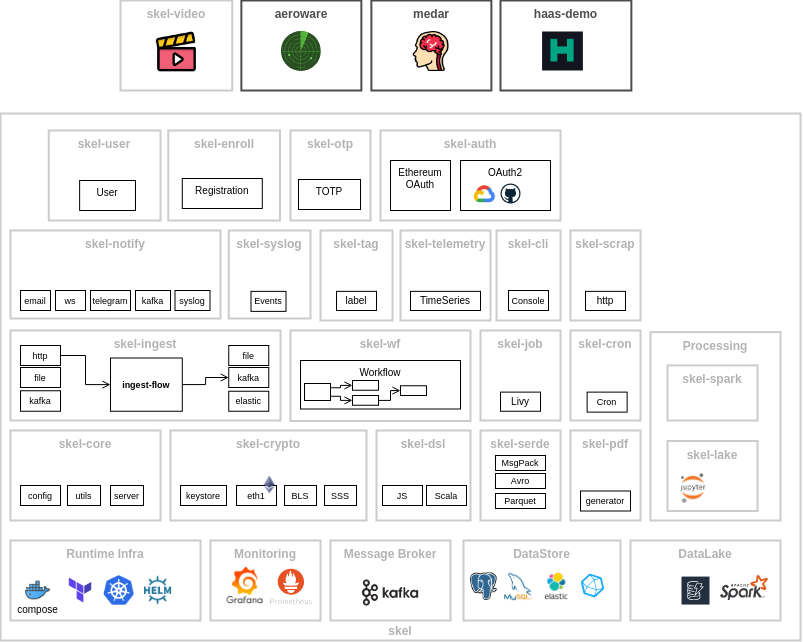 skel-video
aeroware
medar
haas-demo
skel-user
skel-enroll
skel-otp
skel-auth
User
Registration
TOTP
Ethereum
OAuth
OAuth2
skel-notify
skel-syslog
skel-tag
skel-telemetry
skel-cli
skel-scrap
email
ws
telegram
kafka
syslog
Events
label
TimeSeries
Console
http
skel-ingest
skel-wf
skel-job
skel-cron
Processing
http
file
kafka
ingest-flow
file
kafka
elastic
Workflow
Livy
Cron
skel-spark
skel-core
skel-crypto
skel-dsl
skel-serde
skel-pdf
skel-lake
config
utils
server
keystore
eth1
BLS
SSS
JS
Scala
MsgPack
Avro
Parquet
generator
jupyter
Runtime Infra
Monitoring
Message Broker
DataStore
DataLake
compose
HELM
Grafana
Prometheus
kafka
MySQL
elastic
APACHE
Spark
skel